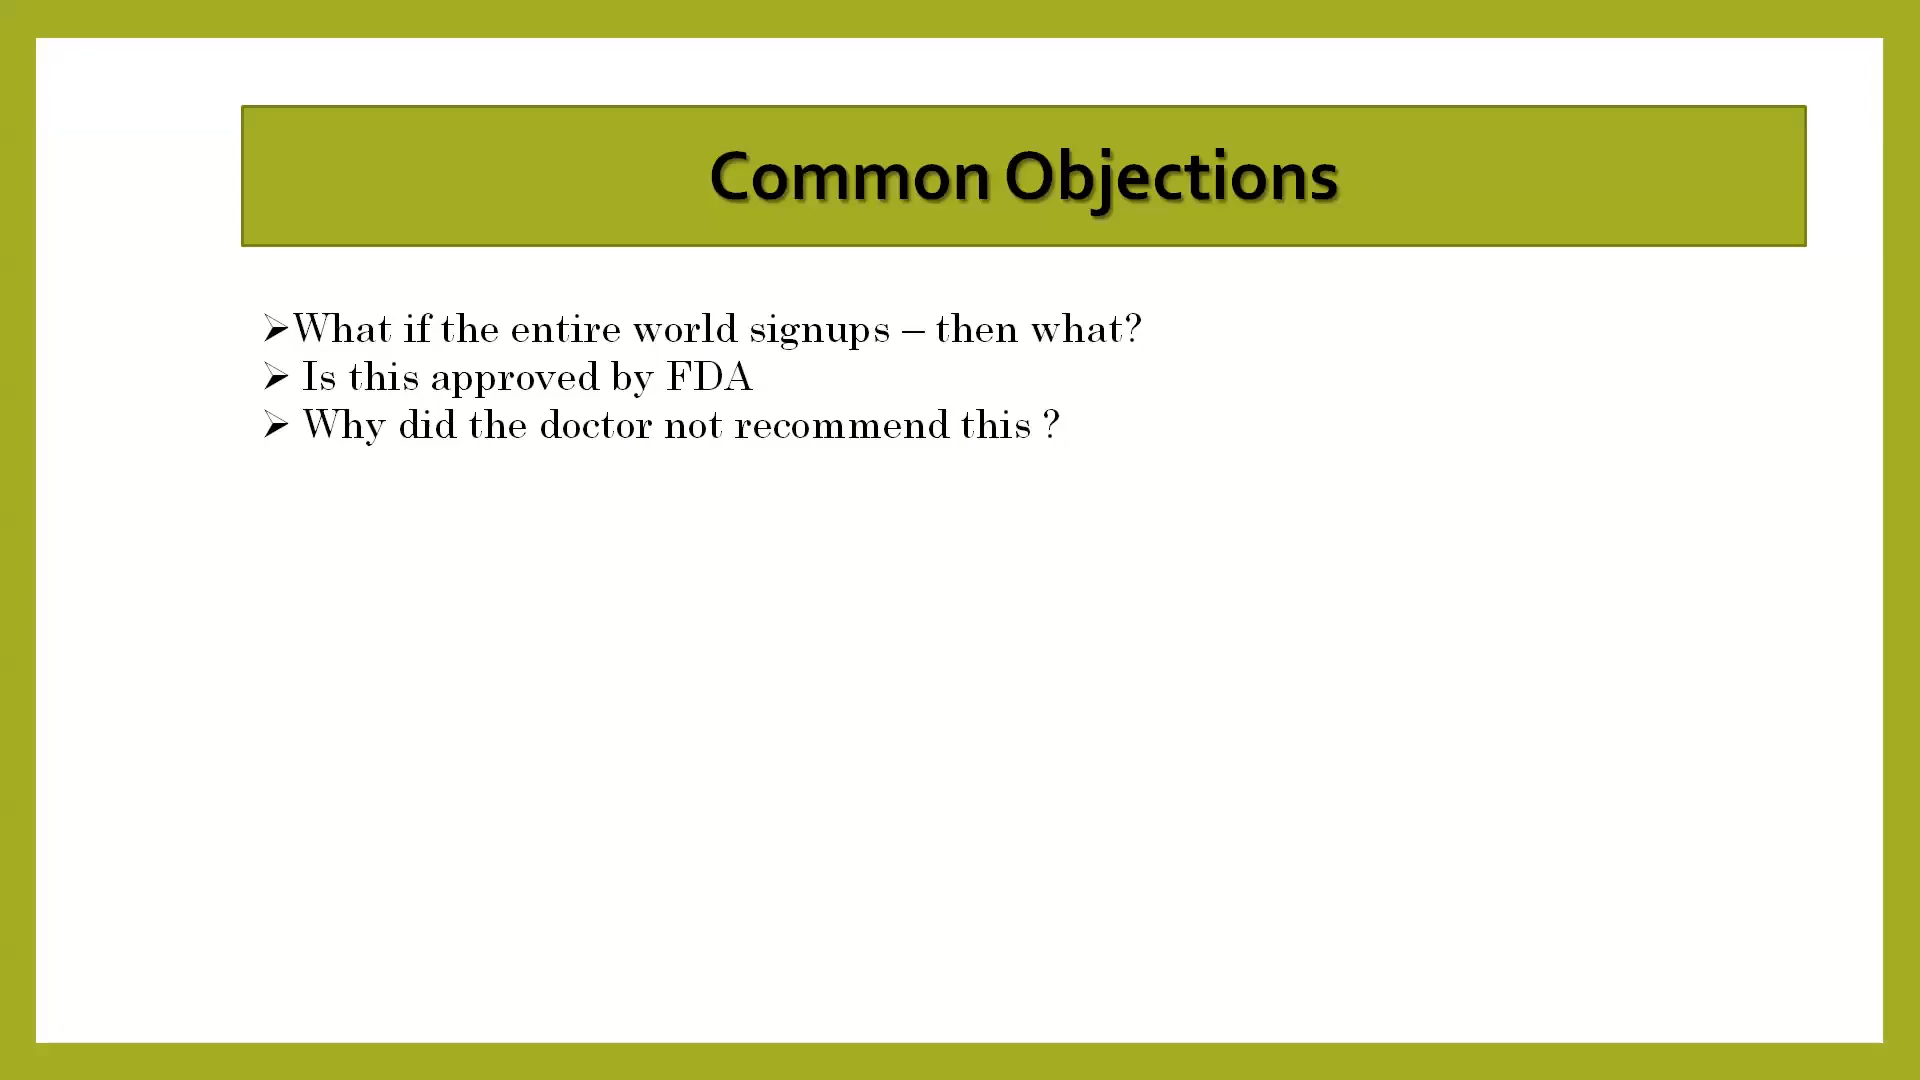 Common Objections
➢What if the entire world signups – then what?
➢ Is this approved by FDA
➢ Why did the doctor not recommend this ?